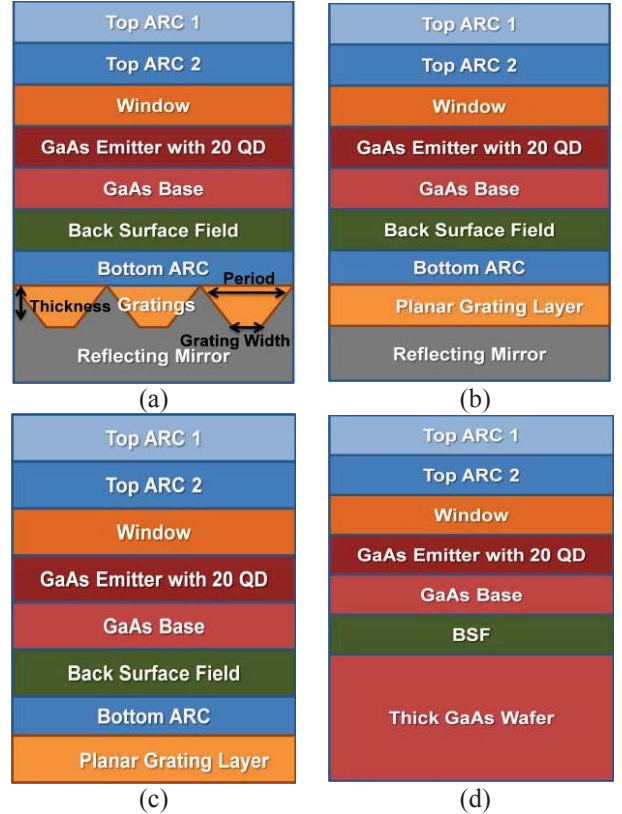 Top ARC 1
Top ARC 2
Window
GaAs Emitter with 20 QD
GaAs Base
Back Surface Field
Bottom ARC
Period
Thickness
Gratings
Grating Width
Reflecting Mirror
(a)
Top ARC 1
Top ARC 2
Window
GaAs Emitter with 20 QD
GaAs Base
Back Surface Field
Bottom ARC
Planar Grating Layer
Reflecting Mirror
(b)
Top ARC 1
Top ARC 2
Window
GaAs Emitter with 20 QD
GaAs Base
Back Surface Field
Bottom ARC
Planar Grating Layer
(c)
Top ARC 1
Top ARC 2
Window
GaAs Emitter with 20 QD
GaAs Base
BSF
Thick GaAs Wafer
(d)